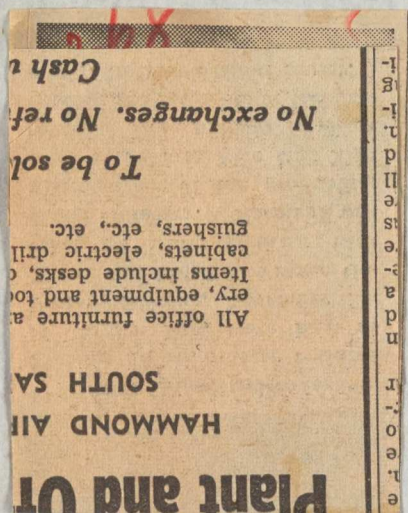 Plant and Of
HAMMOND AIR
SOUTH SA
All office furniture a
ery, equipment and too
Items include desks, c
cabinets, electric dril
guishers, etc., etc.
To be sol
No exchanges. No ref
Cash